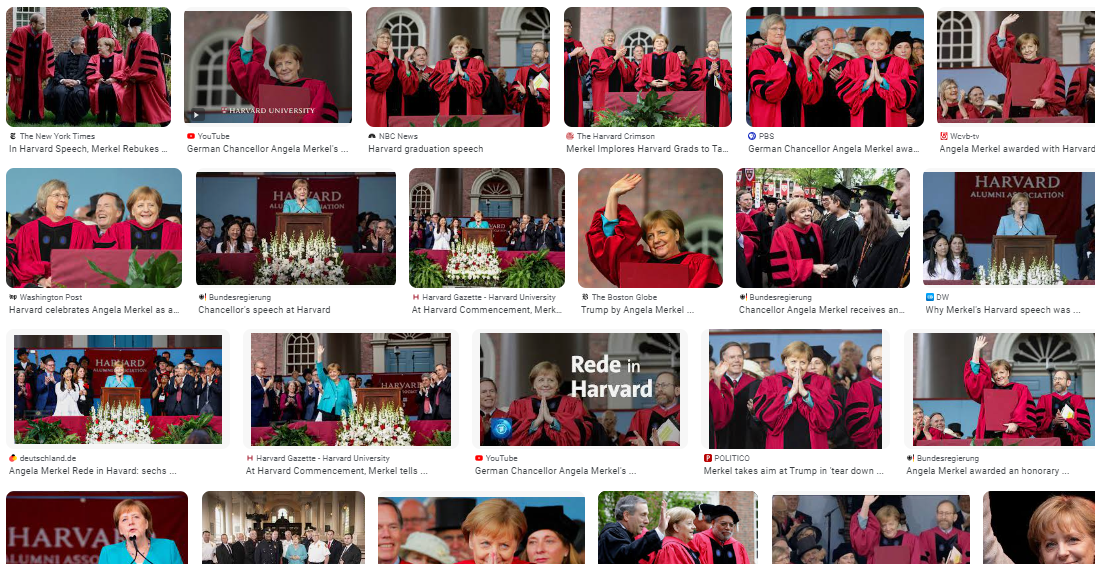 HARVARD UNIVERSITY
The New York Times
YouTube
NBC News
The Harvard Crimson
PBS
Wcvb-tv
In Harvard Speech, Merkel Rebukes ...
German Chancellor Angela Merkel's ...
Harvard graduation speech
Merkel Implores Harvard Grads to Ta...
German Chancellor Angela Merkel awa...
Angela Merkel awarded with Harvard
HARVARD
ALUMNI ASSOCIATION
HARVARD
ALUMNI ASSOCIATION
Washington Post
Bundesregierung
Harvard Gazette - Harvard University
The Boston Globe
Bundesregierung
DW
Harvard celebrates Angela Merkel as a...
Chancellor's speech at Harvard
At Harvard Commencement, Merk...
Trump by Angela Merkel ...
Chancellor Angela Merkel receives an...
Why Merkel's Harvard speech was ...
HARVARD
ALUMNI ASSOCIATION
HARVARD
Rede in
Harvard
deutschland.de
Harvard Gazette - Harvard University
YouTube
POLITICO
Bundesregierung
Angela Merkel Rede in Havard: sechs ...
At Harvard Commencement, Merkel tells ...
German Chancellor Angela Merkel's ...
Merkel takes aim at Trump in 'tear down ...
Angela Merkel awarded an honorary ...
HARVA
ALUMNI ASSO